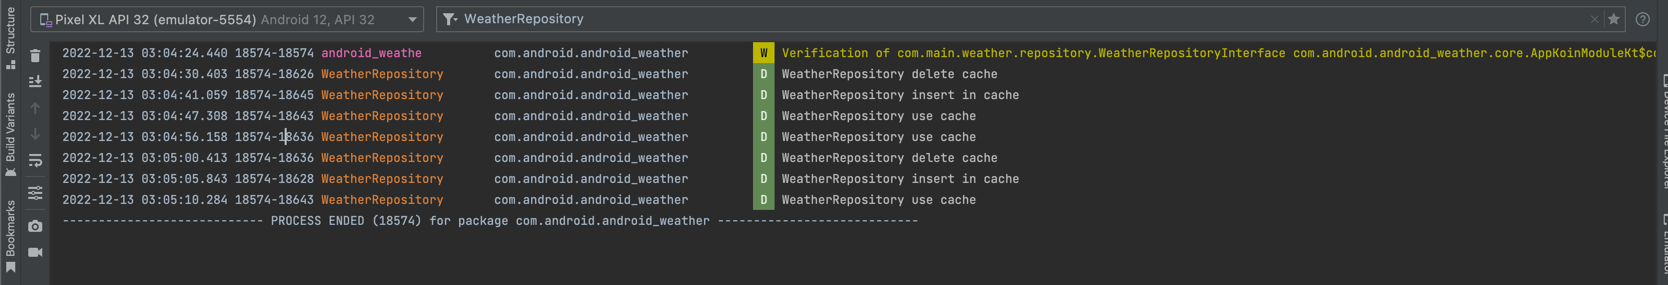 Structure
Build Variants
Bookmarks
Pixel XL API 32 (emulator-5554) Android 12, API 32
WeatherRepository
2022-12-13 03:04:24.440 18574-18574 android_weathe com.android.android_weather W Verification of com.main.weather.repository.WeatherRepositoryInterface com.android.android_weather.core.AppKoinModuleKt$co
2022-12-13 03:04:30.403 18574-18626 WeatherRepository com.android.android_weather D WeatherRepository delete cache
2022-12-13 03:04:41.059 18574-18645 WeatherRepository com.android.android_weather D WeatherRepository insert in cache
2022-12-13 03:04:47.308 18574-18643 WeatherRepository com.android.android_weather D WeatherRepository use cache
2022-12-13 03:04:56.158 18574-18636 WeatherRepository com.android.android_weather D WeatherRepository use cache
2022-12-13 03:05:00.413 18574-18636 WeatherRepository com.android.android_weather D WeatherRepository delete cache
2022-12-13 03:05:05.843 18574-18628 WeatherRepository com.android.android_weather D WeatherRepository insert in cache
2022-12-13 03:05:10.284 18574-18643 WeatherRepository com.android.android_weather D WeatherRepository use cache
---------------------------- PROCESS ENDED (18574) for package com.android.android_weather ----------------------------